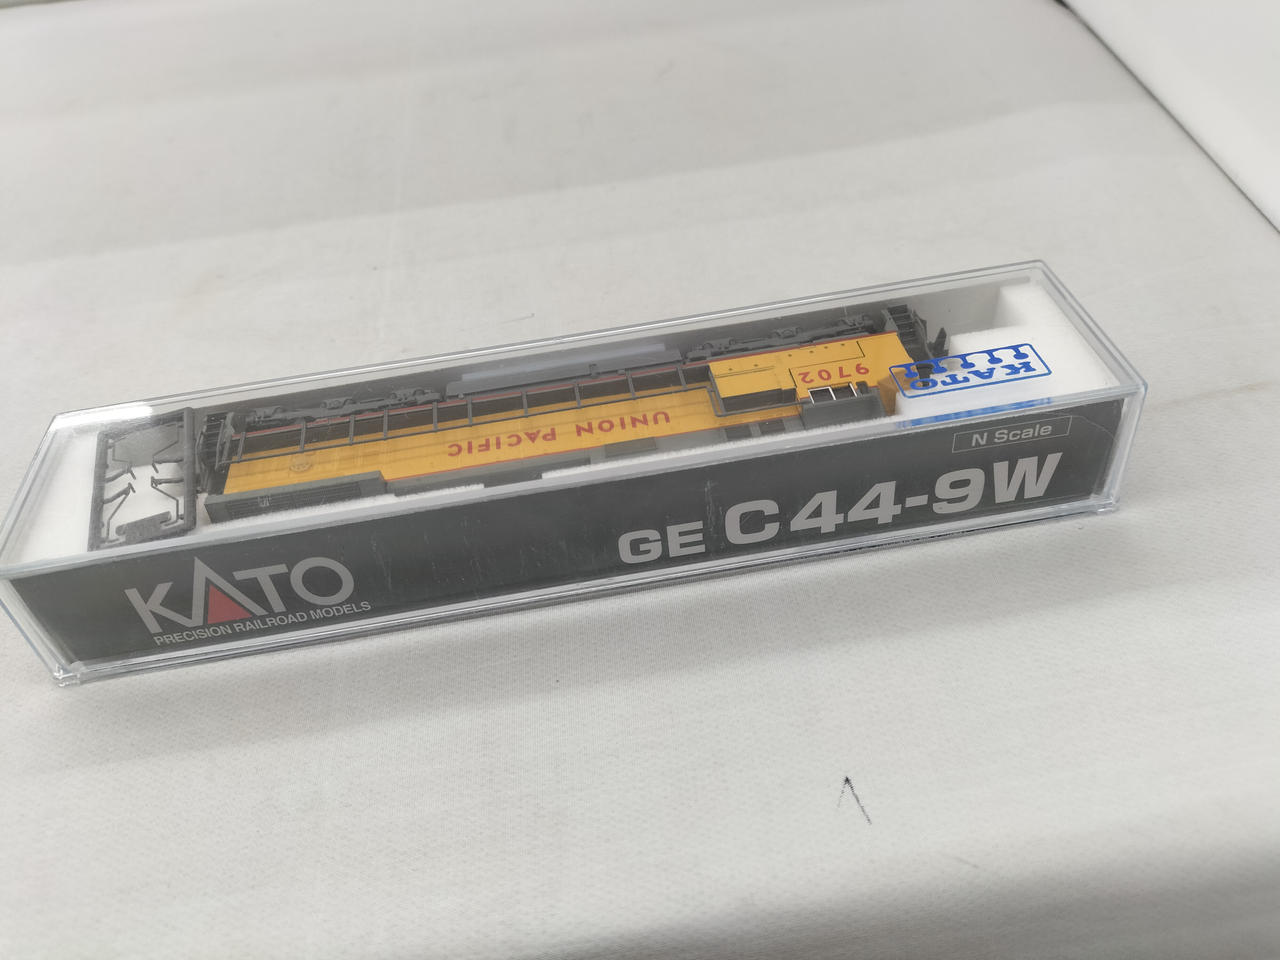 9702
UNION PACIFIC
KATO
N Scale
GE C44-9W
KATO
PRECISION RAILROAD MODELS